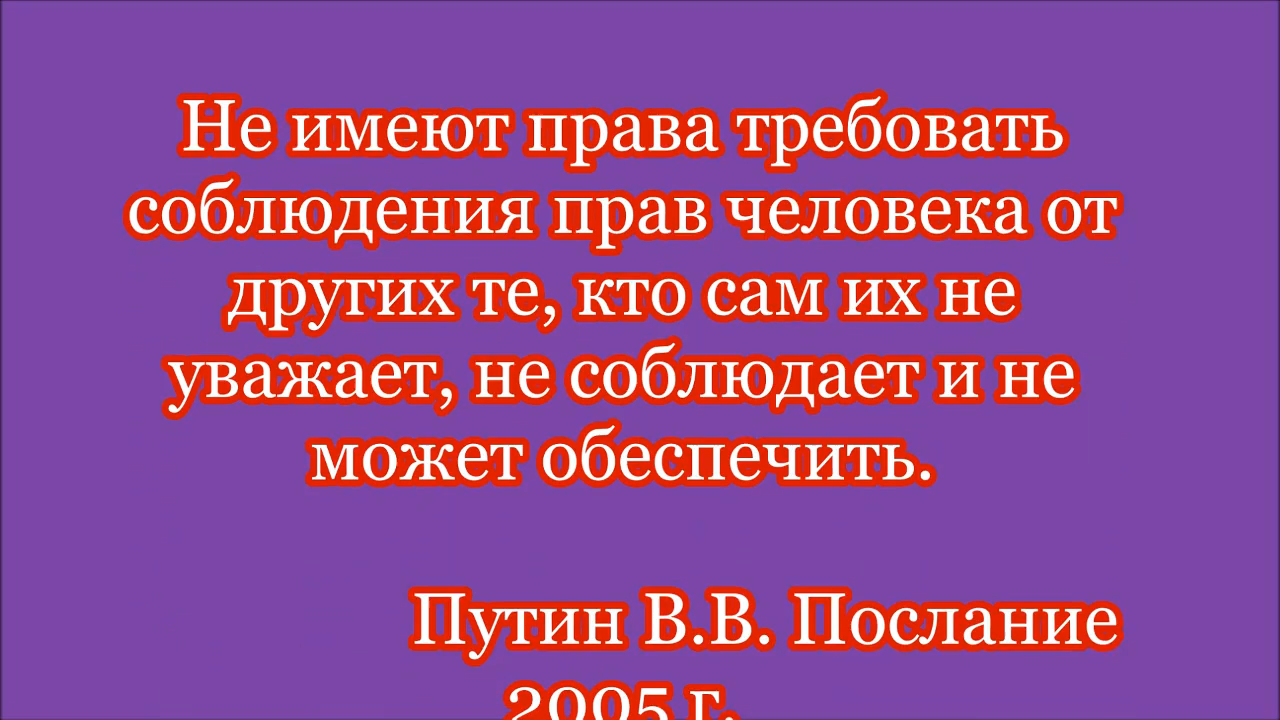 Не имеют права требовать
соблюдения прав человека от
других те, кто сам их не
уважает, не соблюдает и не
может обеспечить.
Путин В.В. Послание
2005 г.